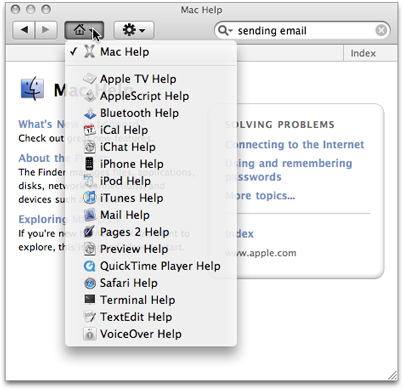 Mac Help
sending email
Index
✓ Mac Help
Apple TV Help
AppleScript Help
Bluetooth Help
iCal Help
iChat Help
iPhone Help
iPod Help
iTunes Help
Mail Help
Pages 2 Help
Preview Help
QuickTime Player Help
Safari Help
Terminal Help
TextEdit Help
VoiceOver Help
Mac
What's New
Check out
About the
The Finder
disks, netw
devices such
Exploring
If you're new
explore, this is
SOLVING PROBLEMS
Connecting to the Internet
Using and remembering
passwords
More topics...
Index
www.apple.com